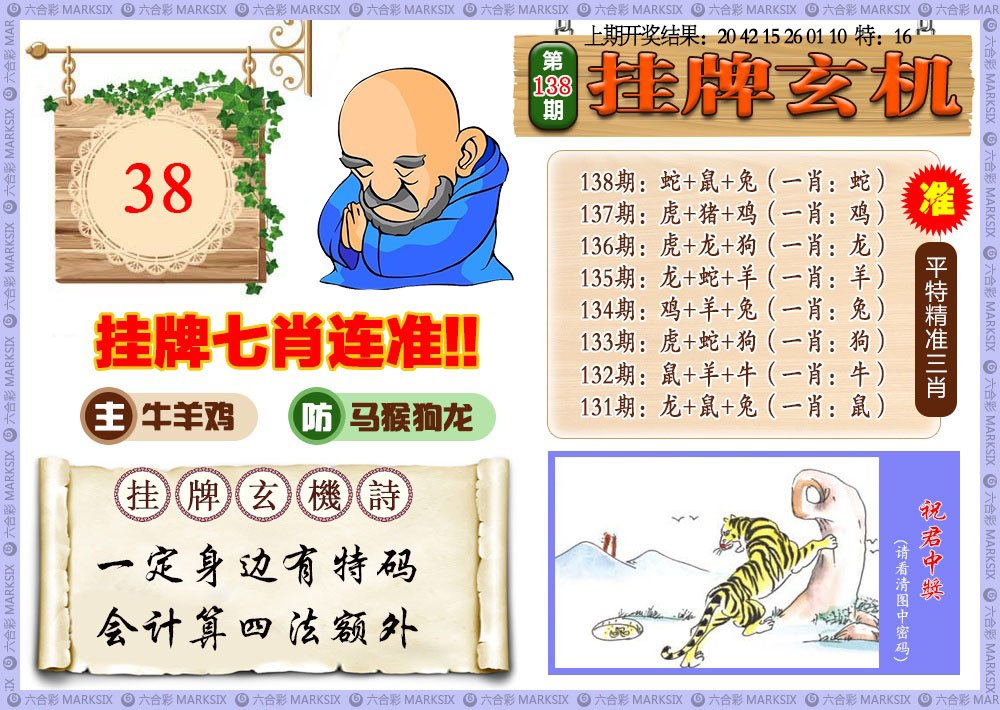 上期开奖结果：20 42 15 26 01 10 特：16
第138期
挂牌玄机
38
138期：蛇+鼠+兔（一肖：蛇）
137期：虎+猪+鸡（一肖：鸡）
136期：虎+龙+狗（一肖：龙）
135期：龙+蛇+羊（一肖：羊）
134期：鸡+羊+兔（一肖：兔）
133期：虎+蛇+狗（一肖：狗）
132期：鼠+羊+牛（一肖：牛）
131期：龙+鼠+兔（一肖：鼠）
准
平特精准三肖
挂牌七肖连准!!
主 牛羊鸡
防 马猴狗龙
挂牌玄機詩
一定身边有特码
会计算四法额外
祝君中獎
（请看清图中密码）
六合彩 MARKSIX